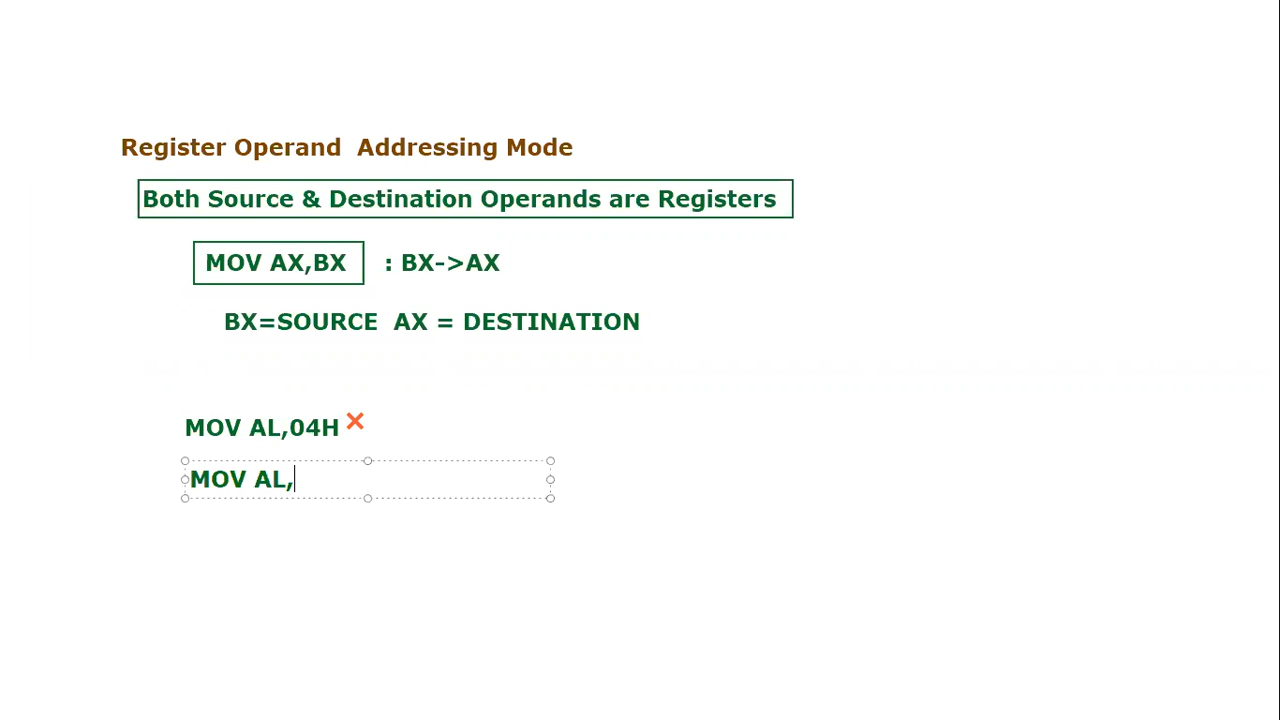 Register Operand  Addressing Mode
Both Source & Destination Operands are Registers
MOV AX,BX : BX->AX
BX=SOURCE  AX = DESTINATION
MOV AL,04H ✕
MOV AL,